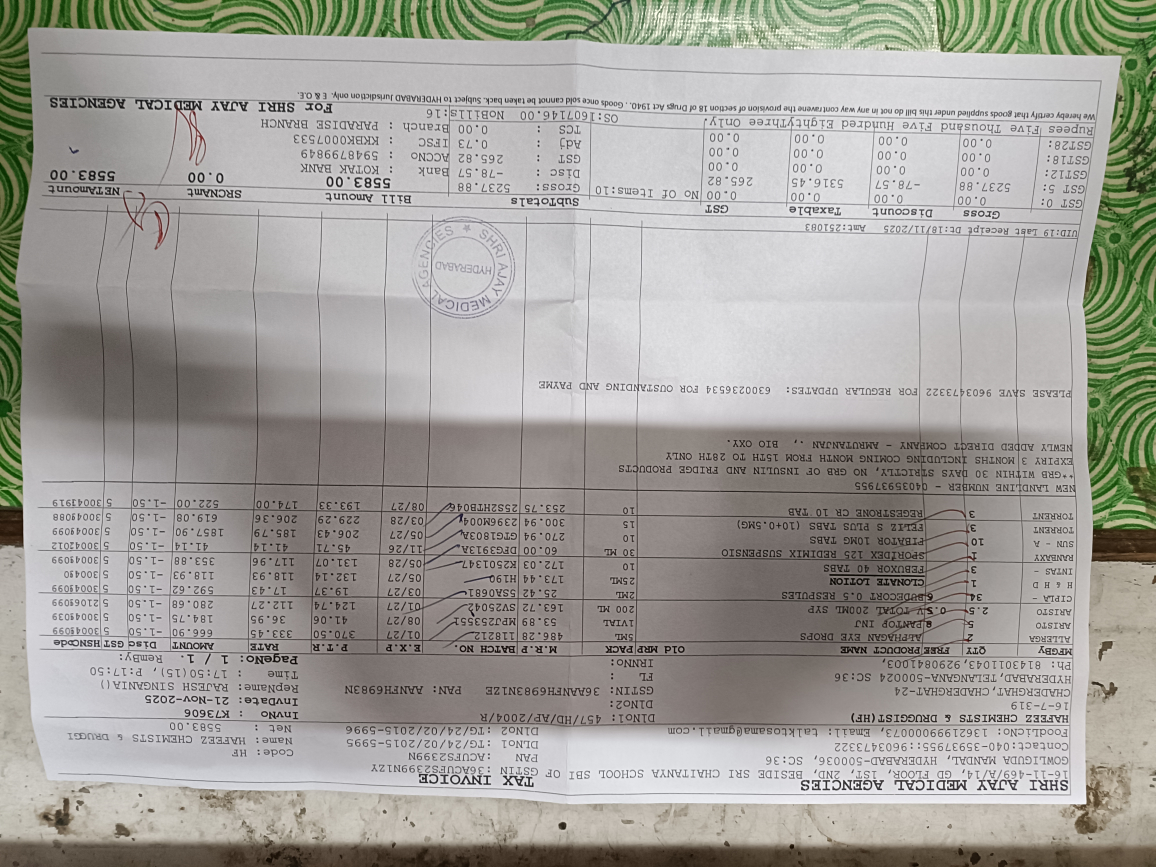 SHRI AJAY MEDICAL AGENCIES
TAX INVOICE
16-11-469/A/14, GD FLOOR, 1ST, 2ND, BESIDE SRI CHAITANYA SCHOOL SBI OF GSTIN :36ACUFS2399N1ZY
GOWLIGUDA MANDAL, HYDERABAD-500036, SC:36 PAN : ACUFS2399N Code: HF
Contact:040-35937955::9603473322 DLNO1 :TG/24/02/2015-5995 Name: HAFEEZ CHEMISTS & DRUGGI
FoodlicNO: 13621999000073, Email: talktosmaa@gmail.com DlNO2 :TG/24/02/2015-5996 Net : 5583.00
HAFEEZ CHEMISTS & DRUGGIST(HF) DlNO1: 457/HD/AP/2004/R InvNo : K73606
16-7-319 DlNO2: InvDate: 21-Nov-2025
CHADERGHAT, CHADERGHAT-24 GSTIN: 36AANFH6983N1ZE PAN: AANFH6983N RepName: RAJESH SINGANIA()
HYDERABAD, TELANGANA-500024 SC:36 FL : Time : 17:50(15), P:17:50
Ph: 8143011043,9290841003, IRNNO: PageNo: 1 / 1. RemBy:
MFGBY QTY FREE PRODUCT NAME Old MRP PACK M.R.P BATCH NO. E.X.P P.T.R RATE AMOUNT Disc GST HSNcode
ALLERGA 2 ALPHAGAN EYE DROPS 5ML 486.28 118212 01/27 370.50 333.45 666.90 -1.50 5
ARISTO 5 PANTOP INJ 1VIAL 53.89 MPJ253551 08/27 41.06 36.95 184.75 -1.50 5
ARISTO 2.5 0.5 V TOTAL 200ML SYP 200 ML 163.72 SV25042 01/27 124.74 112.27 280.68 -1.50 5
CIPLA - 34 BUDECORT 0.5 RESPULES 2ML 25.42 SSA0681 03/27 19.37 17.43 592.62 -1.50 5
H & H D 1 CLOMATE LOTION 25ML 173.44 H190 05/27 132.14 118.93 118.93 -1.50 5 300490
INTAS - 3 FEBUXOR 40 TABS 10 172.03 K2501347 05/28 131.07 117.96 353.88 -1.50 5
RANBAXY 1 SPORIDEX 125 REDIMIX SUSPENSIO 30 ML 60.00 DFG3913A 11/26 45.71 41.14 41.14 -1.50 5 30042012
SUN - A 10 PIBATOR 10MG TABS 10 270.94 GTG1803A 05/27 206.43 185.79 1857.90 -1.50 5
TORRENT 3 FELIZ S PLUS TABS (10+0.5MG) 15 300.94 2396M004 03/28 229.29 206.36 619.08 -1.50 5
TORRENT 3 REGESTRONE CR 10 TAB 10 253.75 25S2HTB046 08/27 193.33 174.00 522.00 -1.50 5
NEW LANDLINE NUMBER - 04035937955
**GRB WITHIN 30 DAYS STRICTLY, NO GRB OF INSULIN AND FRIDGE PRODUCTS
EXPIRY 3 MONTHS INCLUDING COMING MONTH FROM 15TH TO 28TH ONLY
NEWLY ADDED DIRECT COMPANY - AMRUTANJAN ., BIO OXY.
PLEASE SAVE 9603473322 FOR REGULAR UPDATES: 6300236534 FOR OUSTANDING AND PAYME
SHRI AJAY MEDICAL AGENCIES
HYDERABAD
UID:19 Last Receipt Dt:18/11/2025 Amt:251083
Gross Discount Taxable GST SubTotals Bill Amount SRCNAmt NETAmount
GST 0: 0.00 0.00 0.00 0.00 No Of Items:10 Gross: 5237.88 5583.00 0.00 5583.00
GST 5: 5237.88 -78.57 5316.45 265.82 Disc : -78.57 Bank : KOTAK BANK
GST12: 0.00 0.00 0.00 0.00 GST : 265.82 ACCNo : 5948799849
GST18: 0.00 0.00 0.00 0.00 Adj : 0.73 IFSC : KKBK0007533
GST28: 0.00 0.00 0.00 0.00 TCS : 0.00 Branch : PARADISE BRANCH
Rupees Five Thousand Five Hundred EightyThree Only. OS:1607146.00 NOBills:16
For SHRI AJAY MEDICAL AGENCIES
We hereby certify that goods supplied under this bill do not in any way contravene the provision of section 18 of Drugs Act 1940. . Goods once sold cannot be taken back. Subject to HYDERABAD Jurisdiction only. E & O.E